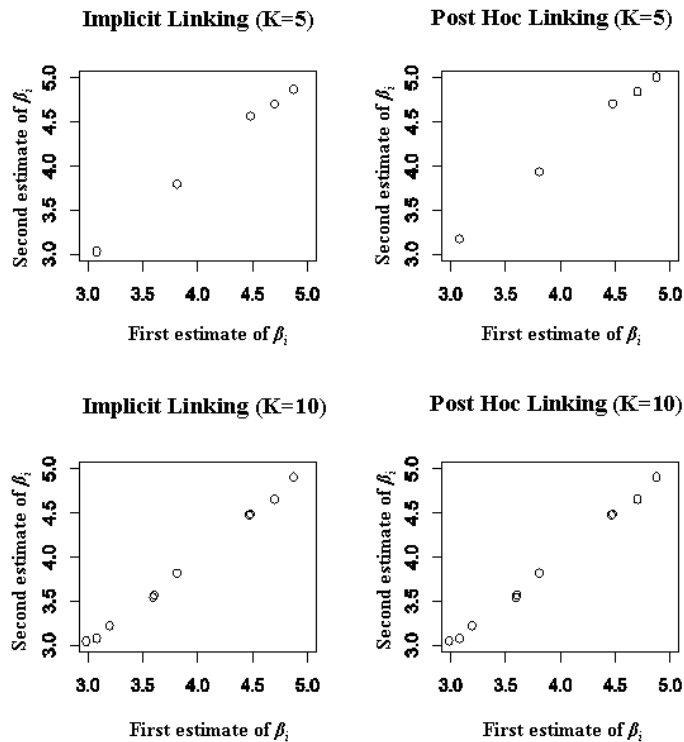 Implicit Linking (K=5)
Second estimate of βi
5.0
4.5
4.0
3.5
3.0
3.0 3.5 4.0 4.5 5.0
First estimate of βi
Post Hoc Linking (K=5)
Second estimate of βi
5.0
4.5
4.0
3.5
3.0
3.0 3.5 4.0 4.5 5.0
First estimate of βi
Implicit Linking (K=10)
Second estimate of βi
5.0
4.5
4.0
3.5
3.0
3.0 3.5 4.0 4.5 5.0
First estimate of βi
Post Hoc Linking (K=10)
Second estimate of βi
5.0
4.5
4.0
3.5
3.0
3.0 3.5 4.0 4.5 5.0
First estimate of βi